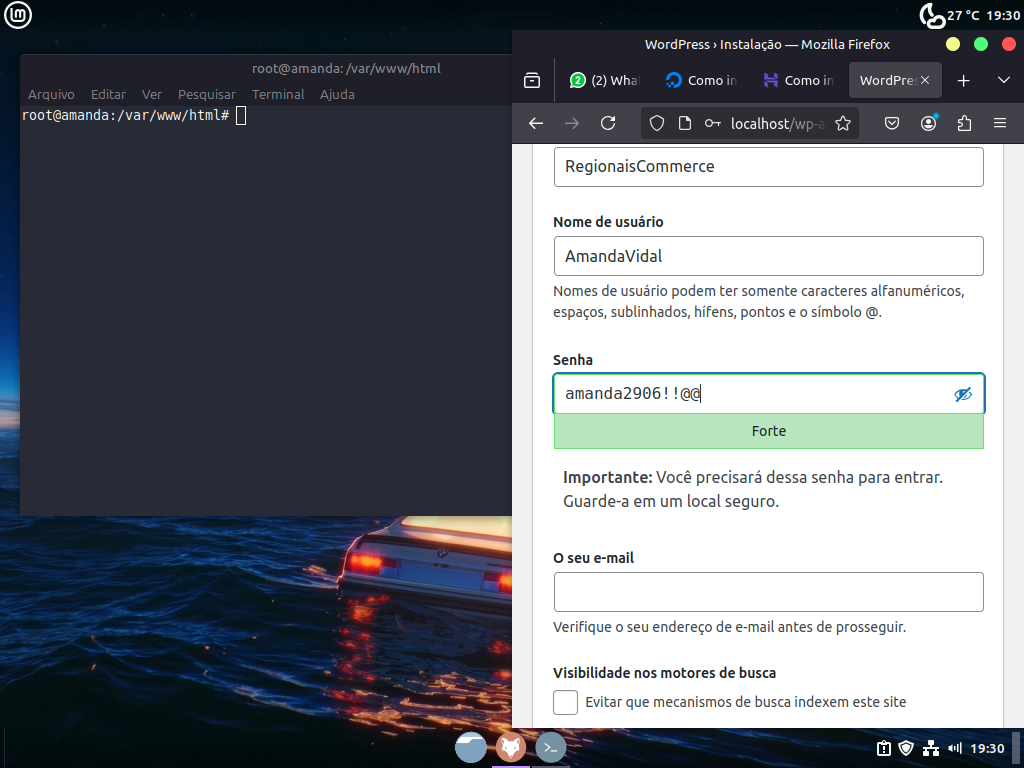 27 °C 19:30
root@amanda: /var/www/html
Arquivo Editar Ver Pesquisar Terminal Ajuda
root@amanda:/var/www/html#
WordPress › Instalação — Mozilla Firefox
(2) Wha Como in Como in WordPres
localhost/wp-a
RegionaisCommerce
Nome de usuário
AmandaVidal
Nomes de usuário podem ter somente caracteres alfanuméricos,
espaços, sublinhados, hífens, pontos e o símbolo @.
Senha
amanda2906!!@@
Forte
Importante: Você precisará dessa senha para entrar.
Guarde-a em um local seguro.
O seu e-mail
Verifique o seu endereço de e-mail antes de prosseguir.
Visibilidade nos motores de busca
Evitar que mecanismos de busca indexem este site
19:30